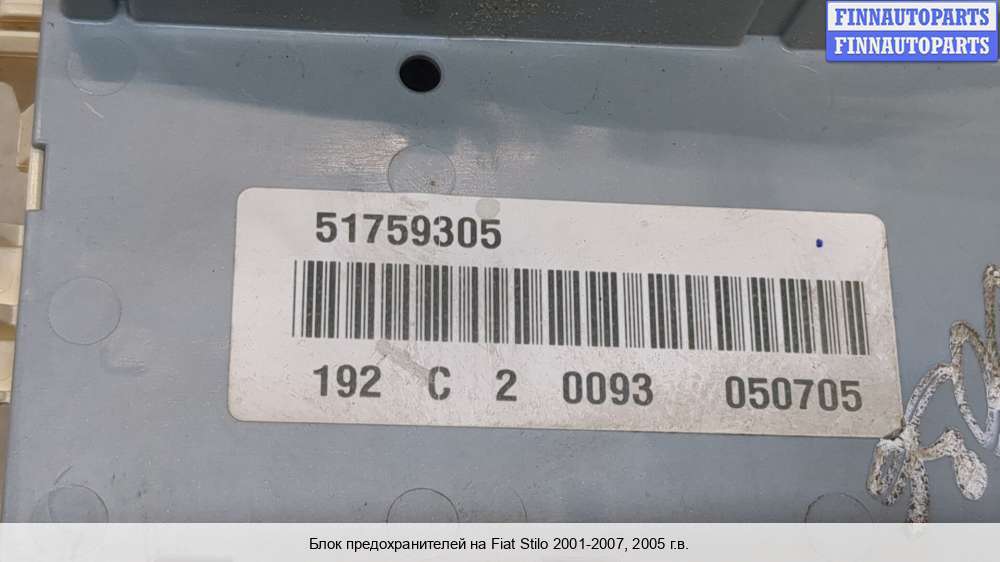 FINNAUTOPARTS
FINNAUTOPARTS
51759305
192 C 2 0093 050705
Блок предохранителей на Fiat Stilo 2001-2007, 2005 г.в.